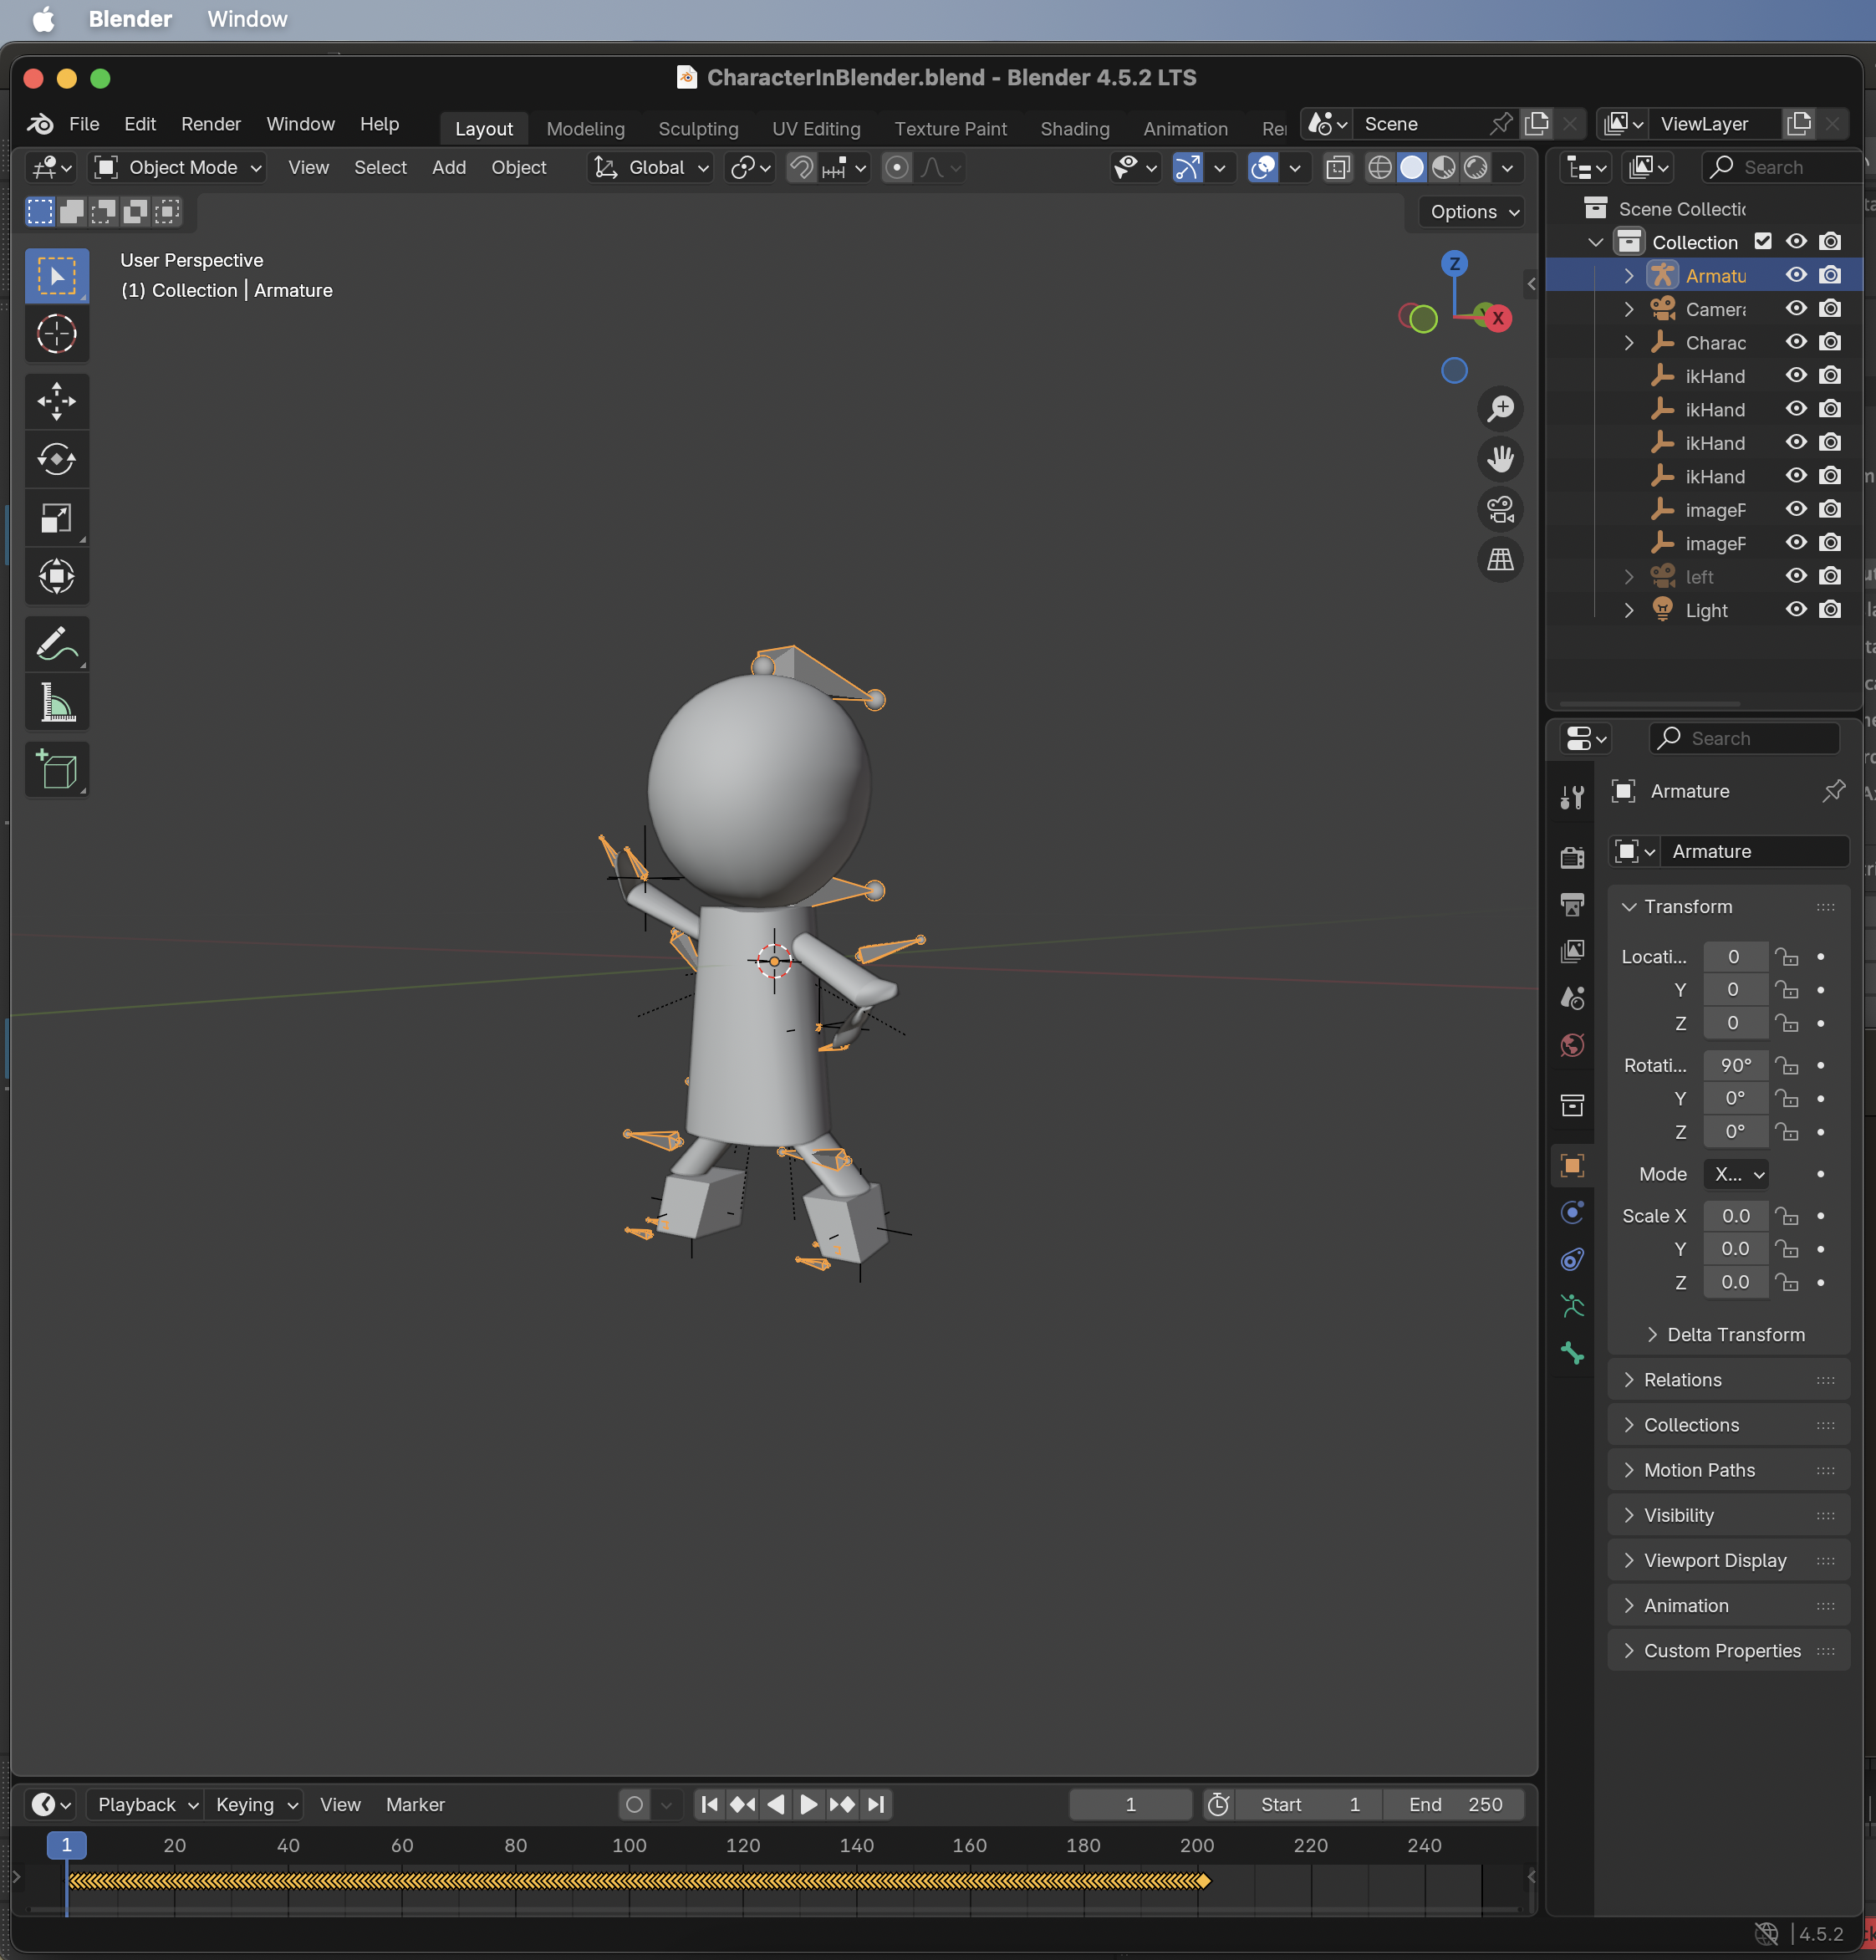 Blender Window
CharacterInBlender.blend - Blender 4.5.2 LTS
File Edit Render Window Help Layout Modeling Sculpting UV Editing Texture Paint Shading Animation Re Scene ViewLayer
Object Mode View Select Add Object Global
Search
Options
User Perspective
(1) Collection | Armature
Z
X
Scene Collectic
Collection
Armatu
Camera
Charac
ikHand
ikHand
ikHand
ikHand
imageP
imageP
left
Light
Search
Armature
Armature
Transform
Locati... 0
Y 0
Z 0
Rotati... 90°
Y 0°
Z 0°
Mode X...
Scale X 0.0
Y 0.0
Z 0.0
Delta Transform
Relations
Collections
Motion Paths
Visibility
Viewport Display
Animation
Custom Properties
Playback Keying View Marker 1 Start 1 End 250
1 20 40 60 80 100 120 140 160 180 200 220 240
4.5.2